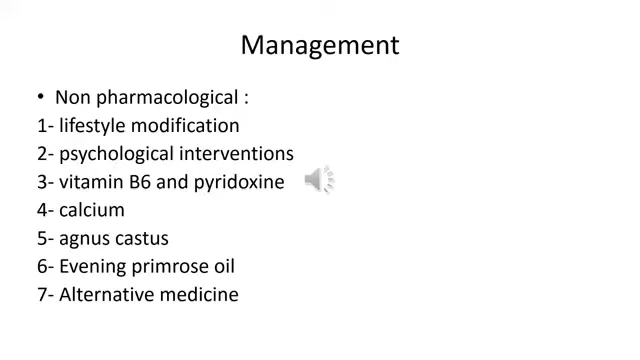 Management
• Non pharmacological :
1- lifestyle modification
2- psychological interventions
3- vitamin B6 and pyridoxine
4- calcium
5- agnus castus
6- Evening primrose oil
7- Alternative medicine